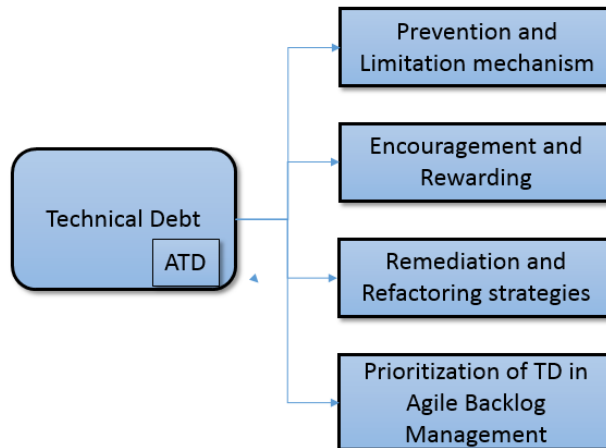 Prevention and
Limitation mechanism
Encouragement and
Rewarding
Technical Debt
ATD
Remediation and
Refactoring strategies
Prioritization of TD in
Agile Backlog
Management